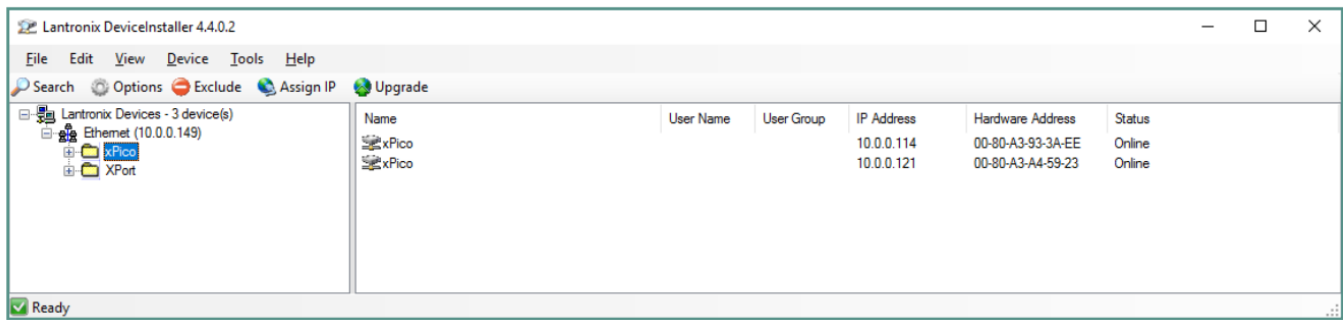 Lantronix DeviceInstaller 4.4.0.2
File Edit View Device Tools Help
Search Options Exclude Assign IP Upgrade
Lantronix Devices - 3 device(s)
Ethernet (10.0.0.149)
xPico
XPort
Name User Name User Group IP Address Hardware Address Status
xPico 10.0.0.114 00-80-A3-93-3A-EE Online
xPico 10.0.0.121 00-80-A3-A4-59-23 Online
Ready